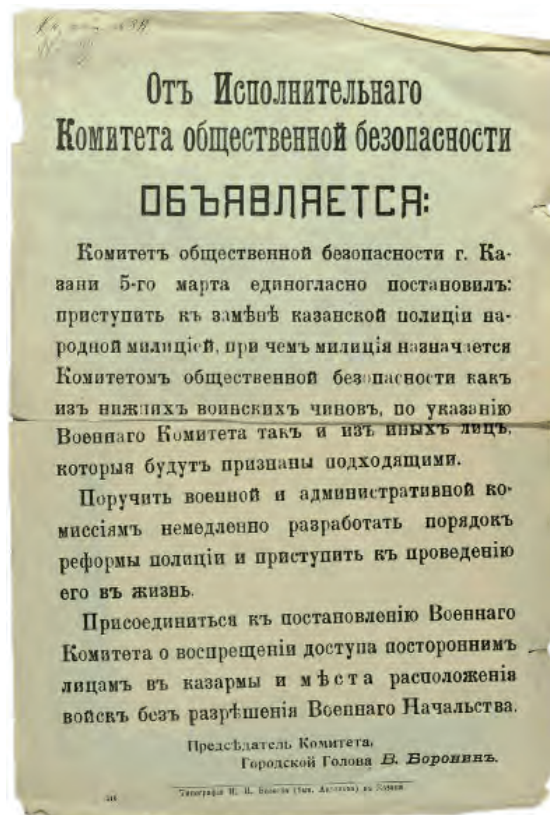 Отъ Исполнительнаго
Комитета общественной безопасности
ОБЪЯВЛЯЕТСЯ:
Комитетъ общественной безопасности г. Ка-
зани 5-го марта единогласно постановилъ:
приступить къ замѣнѣ казанской полиціи на-
родной милиціей, при чемъ милиція назначается
Комитетомъ общественной безопасности какъ
изъ нижнихъ воинскихъ чиновъ, по указанію
Военнаго Комитета такъ и изъ иныхъ лицъ,
которыя будутъ признаны подходящими.
Поручить военной и административной ко-
миссіямъ немедленно разработать порядокъ
реформы полиціи и приступить къ проведенію
его въ жизнь.
Присоединиться къ постановленію Военнаго
Комитета о воспрещеніи доступа постороннимъ
лицамъ въ казармы и мѣста расположенія
войскъ безъ разрѣшенія Военнаго Начальства.
Предсѣдатель Комитета,
Городской Голова В. Воронинъ.
Типографія въ Казани